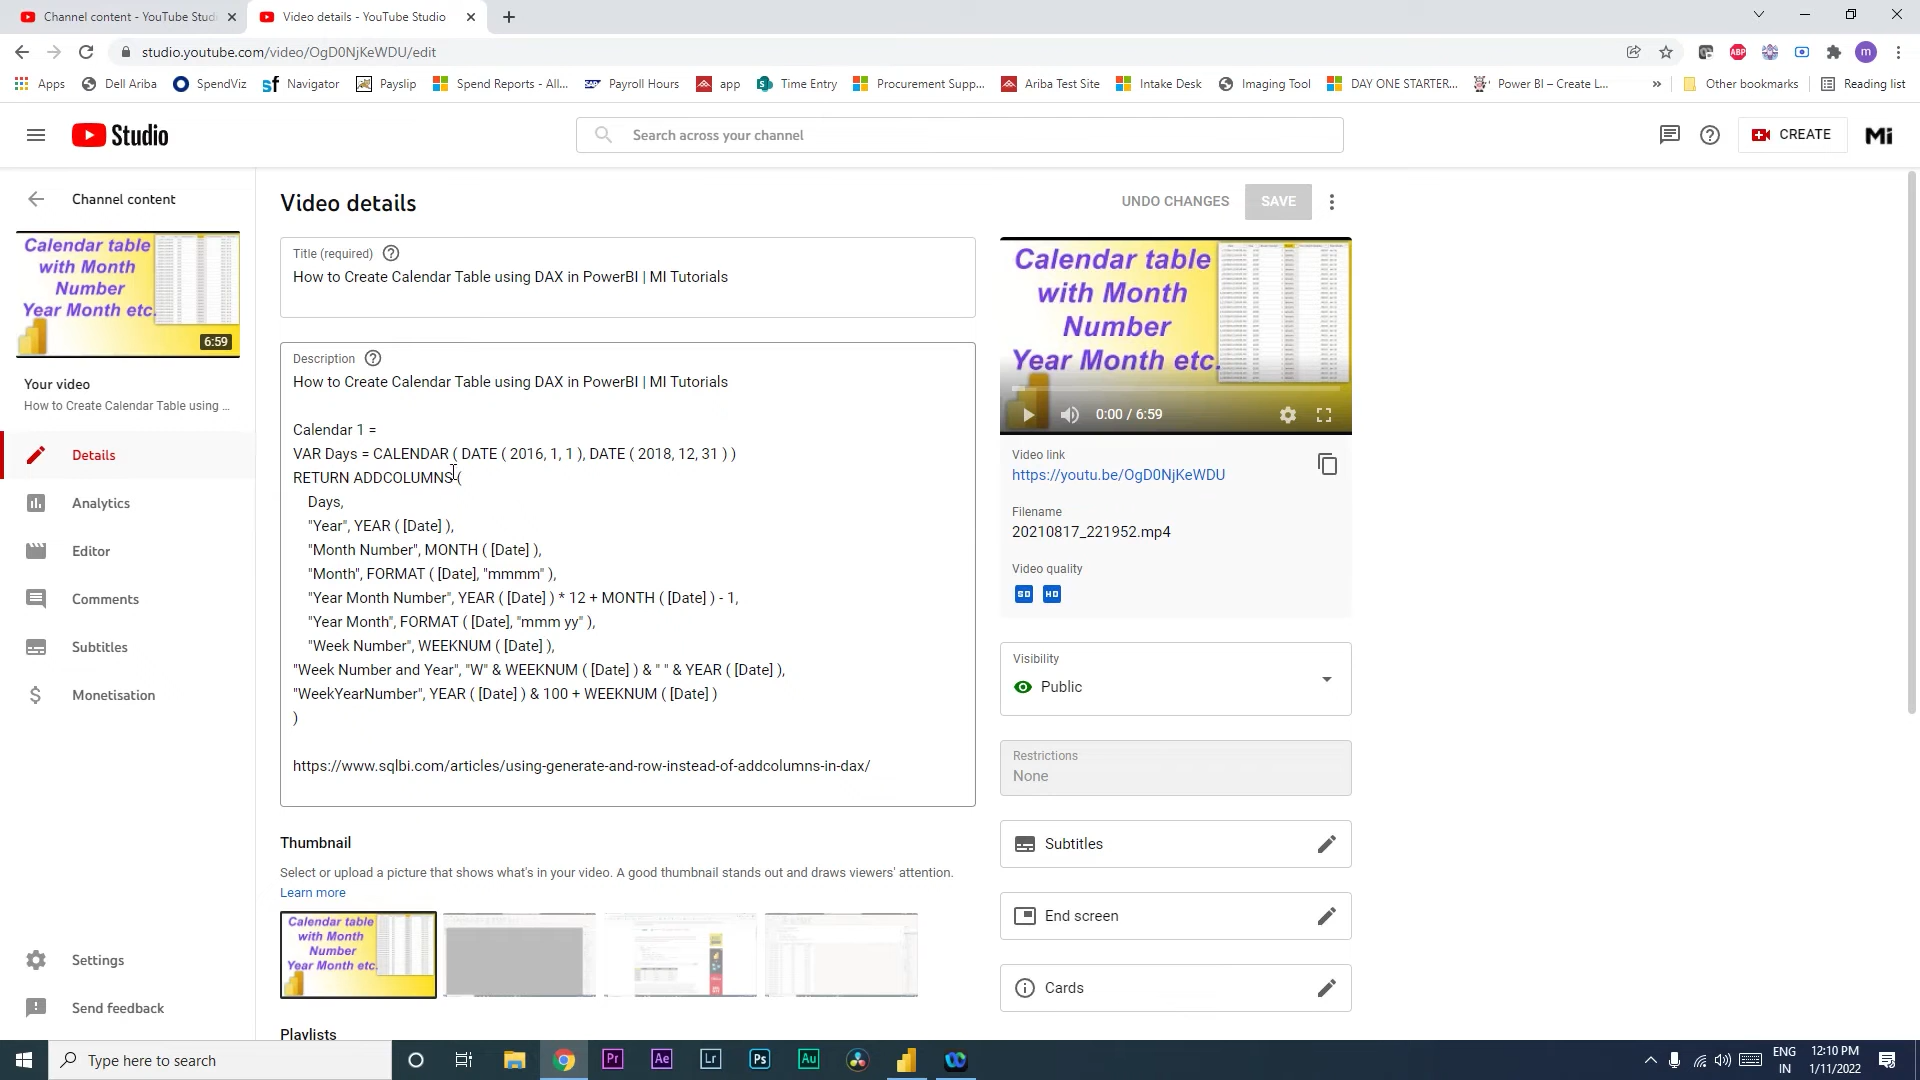 Channel content - YouTube Studi
Video details - YouTube Studio
studio.youtube.com/video/OgD0NjKeWDU/edit
ABP
m
Apps
Dell Ariba
SpendViz
Navigator
Payslip
Spend Reports - All...
Payroll Hours
app
Time Entry
Procurement Supp...
Ariba Test Site
Intake Desk
Imaging Tool
DAY ONE STARTER...
Power BI – Create L...
»
Other bookmarks
Reading list
Studio
Search across your channel
CREATE
Mi
Channel content
Calendar table
with Month
Number
Year Month etc.
6:59
Your video
How to Create Calendar Table using ...
Details
Analytics
Editor
Comments
Subtitles
Monetisation
Settings
Send feedback
Video details
UNDO CHANGES
SAVE
Title (required)
How to Create Calendar Table using DAX in PowerBI | MI Tutorials
Description
How to Create Calendar Table using DAX in PowerBI | MI Tutorials
Calendar 1 =
VAR Days = CALENDAR ( DATE ( 2016, 1, 1 ), DATE ( 2018, 12, 31 ) )
RETURN ADDCOLUMNS (
Days,
"Year", YEAR ( [Date] ),
"Month Number", MONTH ( [Date] ),
"Month", FORMAT ( [Date], "mmmm" ),
"Year Month Number", YEAR ( [Date] ) * 12 + MONTH ( [Date] ) - 1,
"Year Month", FORMAT ( [Date], "mmm yy" ),
"Week Number", WEEKNUM ( [Date] ),
"Week Number and Year", "W" & WEEKNUM ( [Date] ) & " " & YEAR ( [Date] ),
"WeekYearNumber", YEAR ( [Date] ) & 100 + WEEKNUM ( [Date] )
)
https://www.sqlbi.com/articles/using-generate-and-row-instead-of-addcolumns-in-dax/
Thumbnail
Select or upload a picture that shows what's in your video. A good thumbnail stands out and draws viewers' attention.
Learn more
Calendar table
with Month
Number
Year Month etc.
Playlists
Calendar table
with Month
Number
Year Month etc.
0:00 / 6:59
Video link
https://youtu.be/OgD0NjKeWDU
Filename
20210817_221952.mp4
Video quality
SD HD
Visibility
Public
Restrictions
None
Subtitles
End screen
Cards
Type here to search
Pr
Ae
Lr
Ps
Au
ENG
IN
12:10 PM
1/11/2022